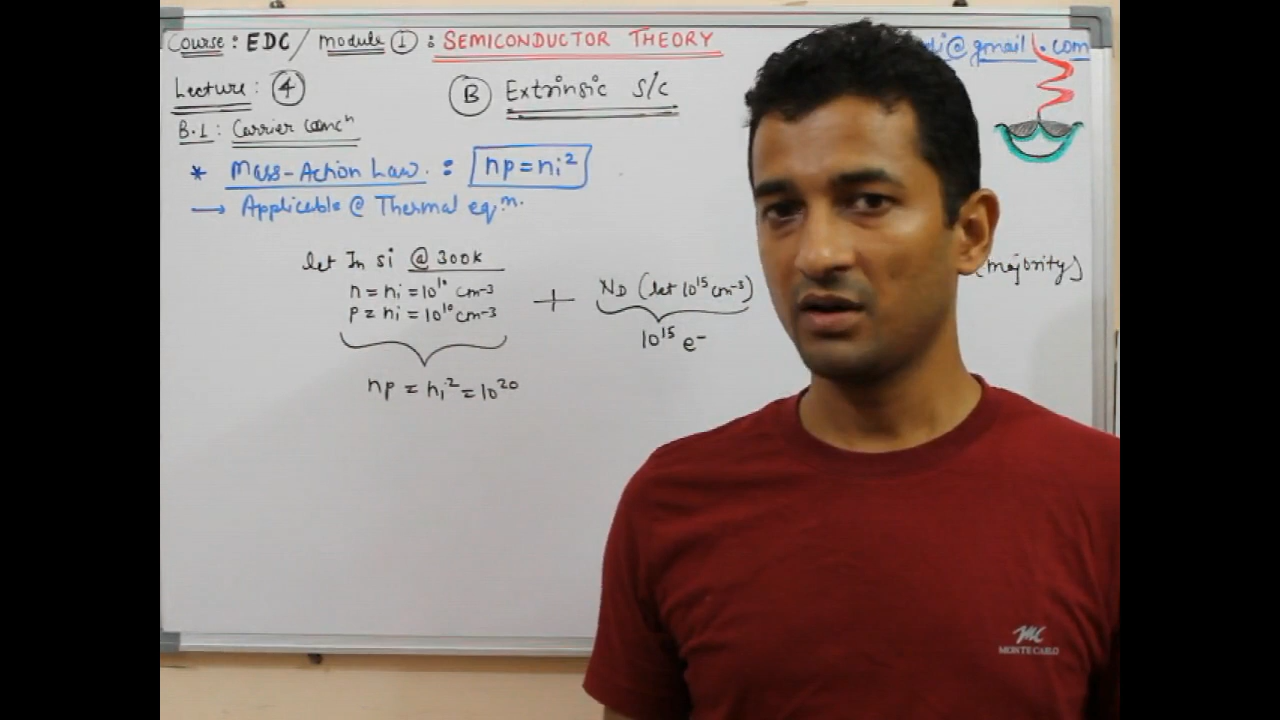 Course: EDC / Module ①: SEMICONDUCTOR THEORY
di@gmail.com
Lecture: ④
Ⓑ Extrinsic S/C
B.1: Carrier concⁿ
* Mass-Action Law: np=nᵢ²
→ Applicable @ Thermal eqᵐ.
let In si @ 300k
n = nᵢ = 10¹⁰ cm⁻³
p = nᵢ = 10¹⁰ cm⁻³
+
ND (let 10¹⁵ cm⁻³)
10¹⁵ e⁻
(majority)
np = nᵢ² = 10²⁰
MC
MONTE CARLO